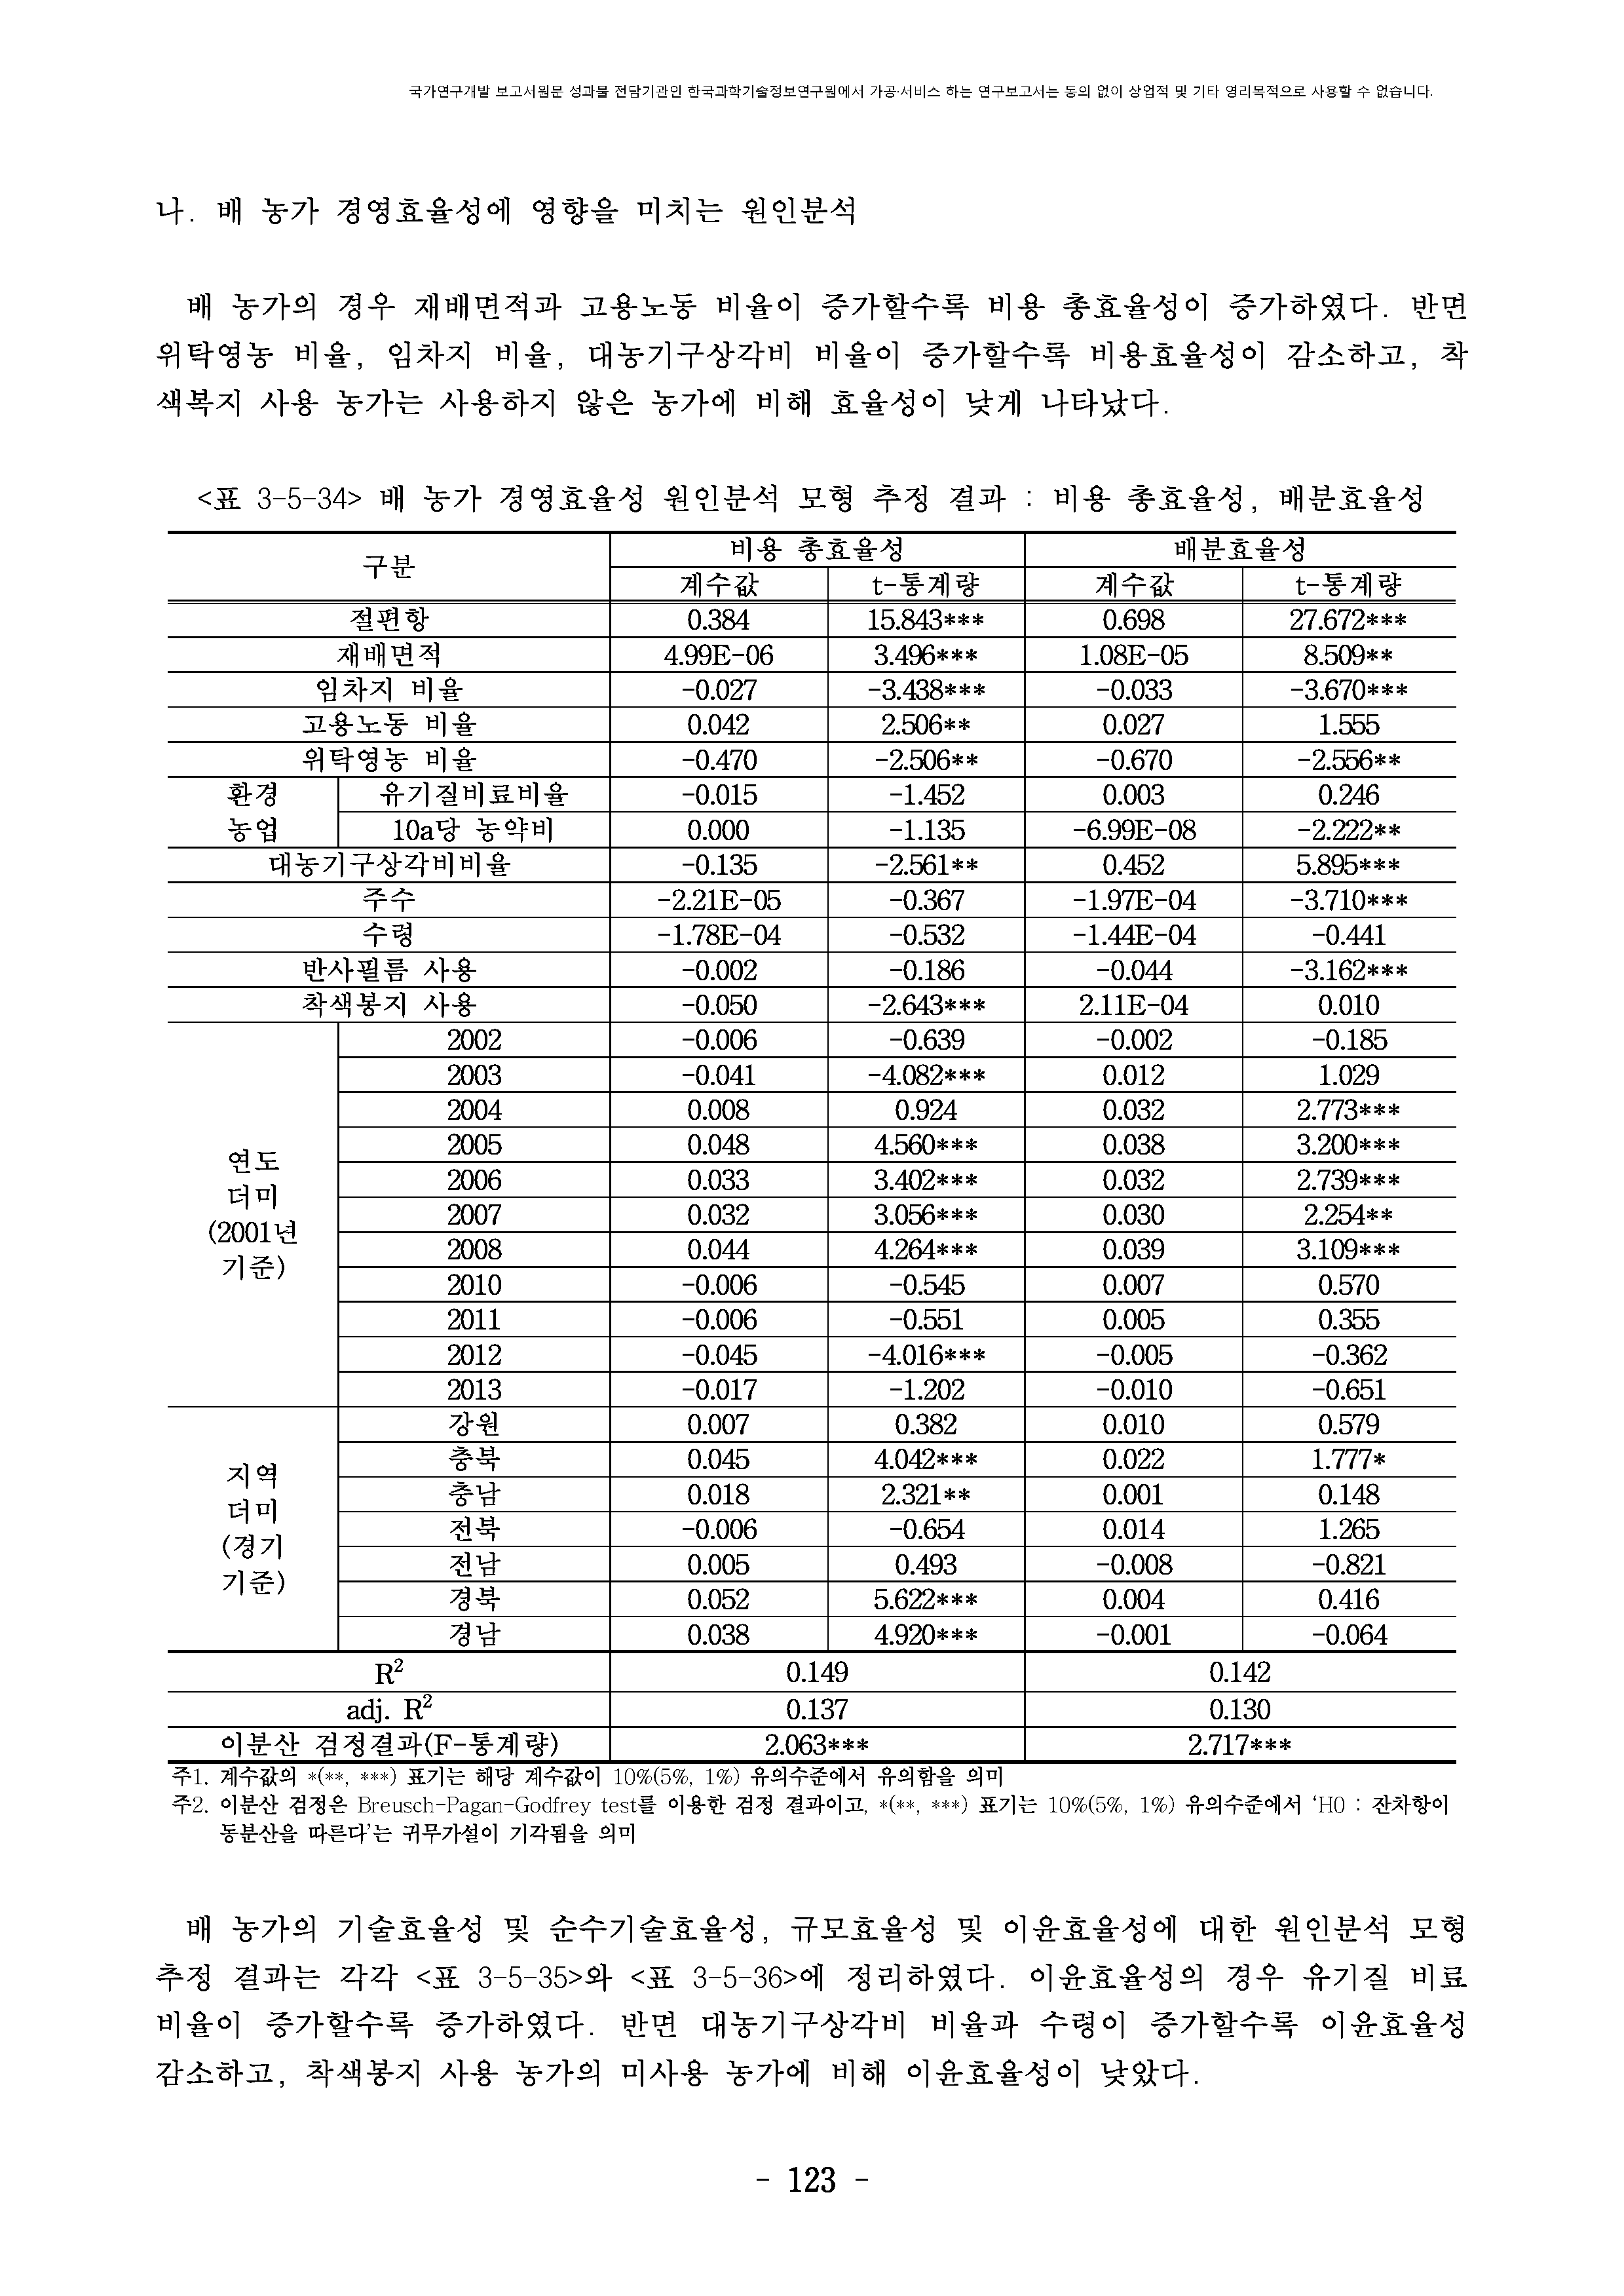 국가연구개발 보고서원문 성과물 전담기관인 한국과학기술정보연구원에서 가공·서비스 하는 연구보고서는 동의 없이 상업적 및 기타 영리목적으로 사용할 수 없습니다.
나. 배 농가 경영효율성에 영향을 미치는 원인분석
배 농가의 경우 재배면적과 고용노동 비율이 증가할수록 비용 총효율성이 증가하였다. 반면
위탁영농 비율, 임차지 비율, 대농기구상각비 비율이 증가할수록 비용효율성이 감소하고, 착
색복지 사용 농가는 사용하지 않은 농가에 비해 효율성이 낮게 나타났다.
<표 3-5-34> 배 농가 경영효율성 원인분석 모형 추정 결과 : 비용 총효율성, 배분효율성
구분 비용 총효율성 배분효율성
계수값 t-통계량 계수값 t-통계량
절편항 0.384 15.843*** 0.698 27.672***
재배면적 4.99E-06 3.496*** 1.08E-05 8.509**
임차지 비율 -0.027 -3.438*** -0.033 -3.670***
고용노동 비율 0.042 2.506** 0.027 1.555
위탁영농 비율 -0.470 -2.506** -0.670 -2.556**
환경 유기질비료비율 -0.015 -1.452 0.003 0.246
농업 10a당 농약비 0.000 -1.135 -6.99E-08 -2.222**
대농기구상각비비율 -0.135 -2.561** 0.452 5.895***
주수 -2.21E-05 -0.367 -1.97E-04 -3.710***
수령 -1.78E-04 -0.532 -1.44E-04 -0.441
반사필름 사용 -0.002 -0.186 -0.044 -3.162***
착색봉지 사용 -0.050 -2.643*** 2.11E-04 0.010
연도
더미
(2001년
기준)
2002 -0.006 -0.639 -0.002 -0.185
2003 -0.041 -4.082*** 0.012 1.029
2004 0.008 0.924 0.032 2.773***
2005 0.048 4.560*** 0.038 3.200***
2006 0.033 3.402*** 0.032 2.739***
2007 0.032 3.056*** 0.030 2.254**
2008 0.044 4.264*** 0.039 3.109***
2010 -0.006 -0.545 0.007 0.570
2011 -0.006 -0.551 0.005 0.355
2012 -0.045 -4.016*** -0.005 -0.362
2013 -0.017 -1.202 -0.010 -0.651
지역
더미
(경기
기준)
강원 0.007 0.382 0.010 0.579
충북 0.045 4.042*** 0.022 1.777*
충남 0.018 2.321** 0.001 0.148
전북 -0.006 -0.654 0.014 1.265
전남 0.005 0.493 -0.008 -0.821
경북 0.052 5.622*** 0.004 0.416
경남 0.038 4.920*** -0.001 -0.064
R² 0.149 0.142
adj. R² 0.137 0.130
이분산 검정결과(F-통계량) 2.063*** 2.717***
주1. 계수값의 *(**, ***) 표기는 해당 계수값이 10%(5%, 1%) 유의수준에서 유의함을 의미
주2. 이분산 검정은 Breusch-Pagan-Godfrey test를 이용한 검정 결과이고, *(**, ***) 표기는 10%(5%, 1%) 유의수준에서 ‘H0 : 잔차항이
동분산을 따른다’는 귀무가설이 기각됨을 의미
배 농가의 기술효율성 및 순수기술효율성, 규모효율성 및 이윤효율성에 대한 원인분석 모형
추정 결과는 각각 <표 3-5-35>와 <표 3-5-36>에 정리하였다. 이윤효율성의 경우 유기질 비료
비율이 증가할수록 증가하였다. 반면 대농기구상각비 비율과 수령이 증가할수록 이윤효율성
감소하고, 착색봉지 사용 농가의 미사용 농가에 비해 이윤효율성이 낮았다.
- 123 -